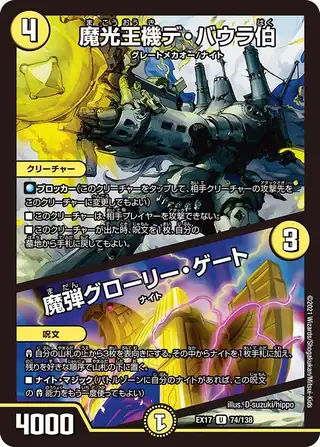 4
魔光王機デ・バウラ伯
まこうおうき はく
グレートメカオー/ナイト
クリーチャー
ブロッカー(このクリーチャーをタップして、相手クリーチャーの攻撃先を
このクリーチャーに変更してもよい)
このクリーチャーは、相手プレイヤーを攻撃できない。
このクリーチャーが出た時、呪文を1枚、自分の
墓地から手札に戻してもよい。
3
魔弾グローリー・ゲート
まだん
ナイト
呪文
自分の山札の上から3枚を表向きにする。その中から1枚手札に加え、
残りを好きな順序で山札の下に置く。
ナイト・マジック(バトルゾーンに自分のナイトがあれば、この呪文の
能力をもう一度使ってもよい)
illus. D-suzuki/hippo
EX17 U 74/138
4000
1
©2021 Wizards/Shogakukan/Mitsui-Kids